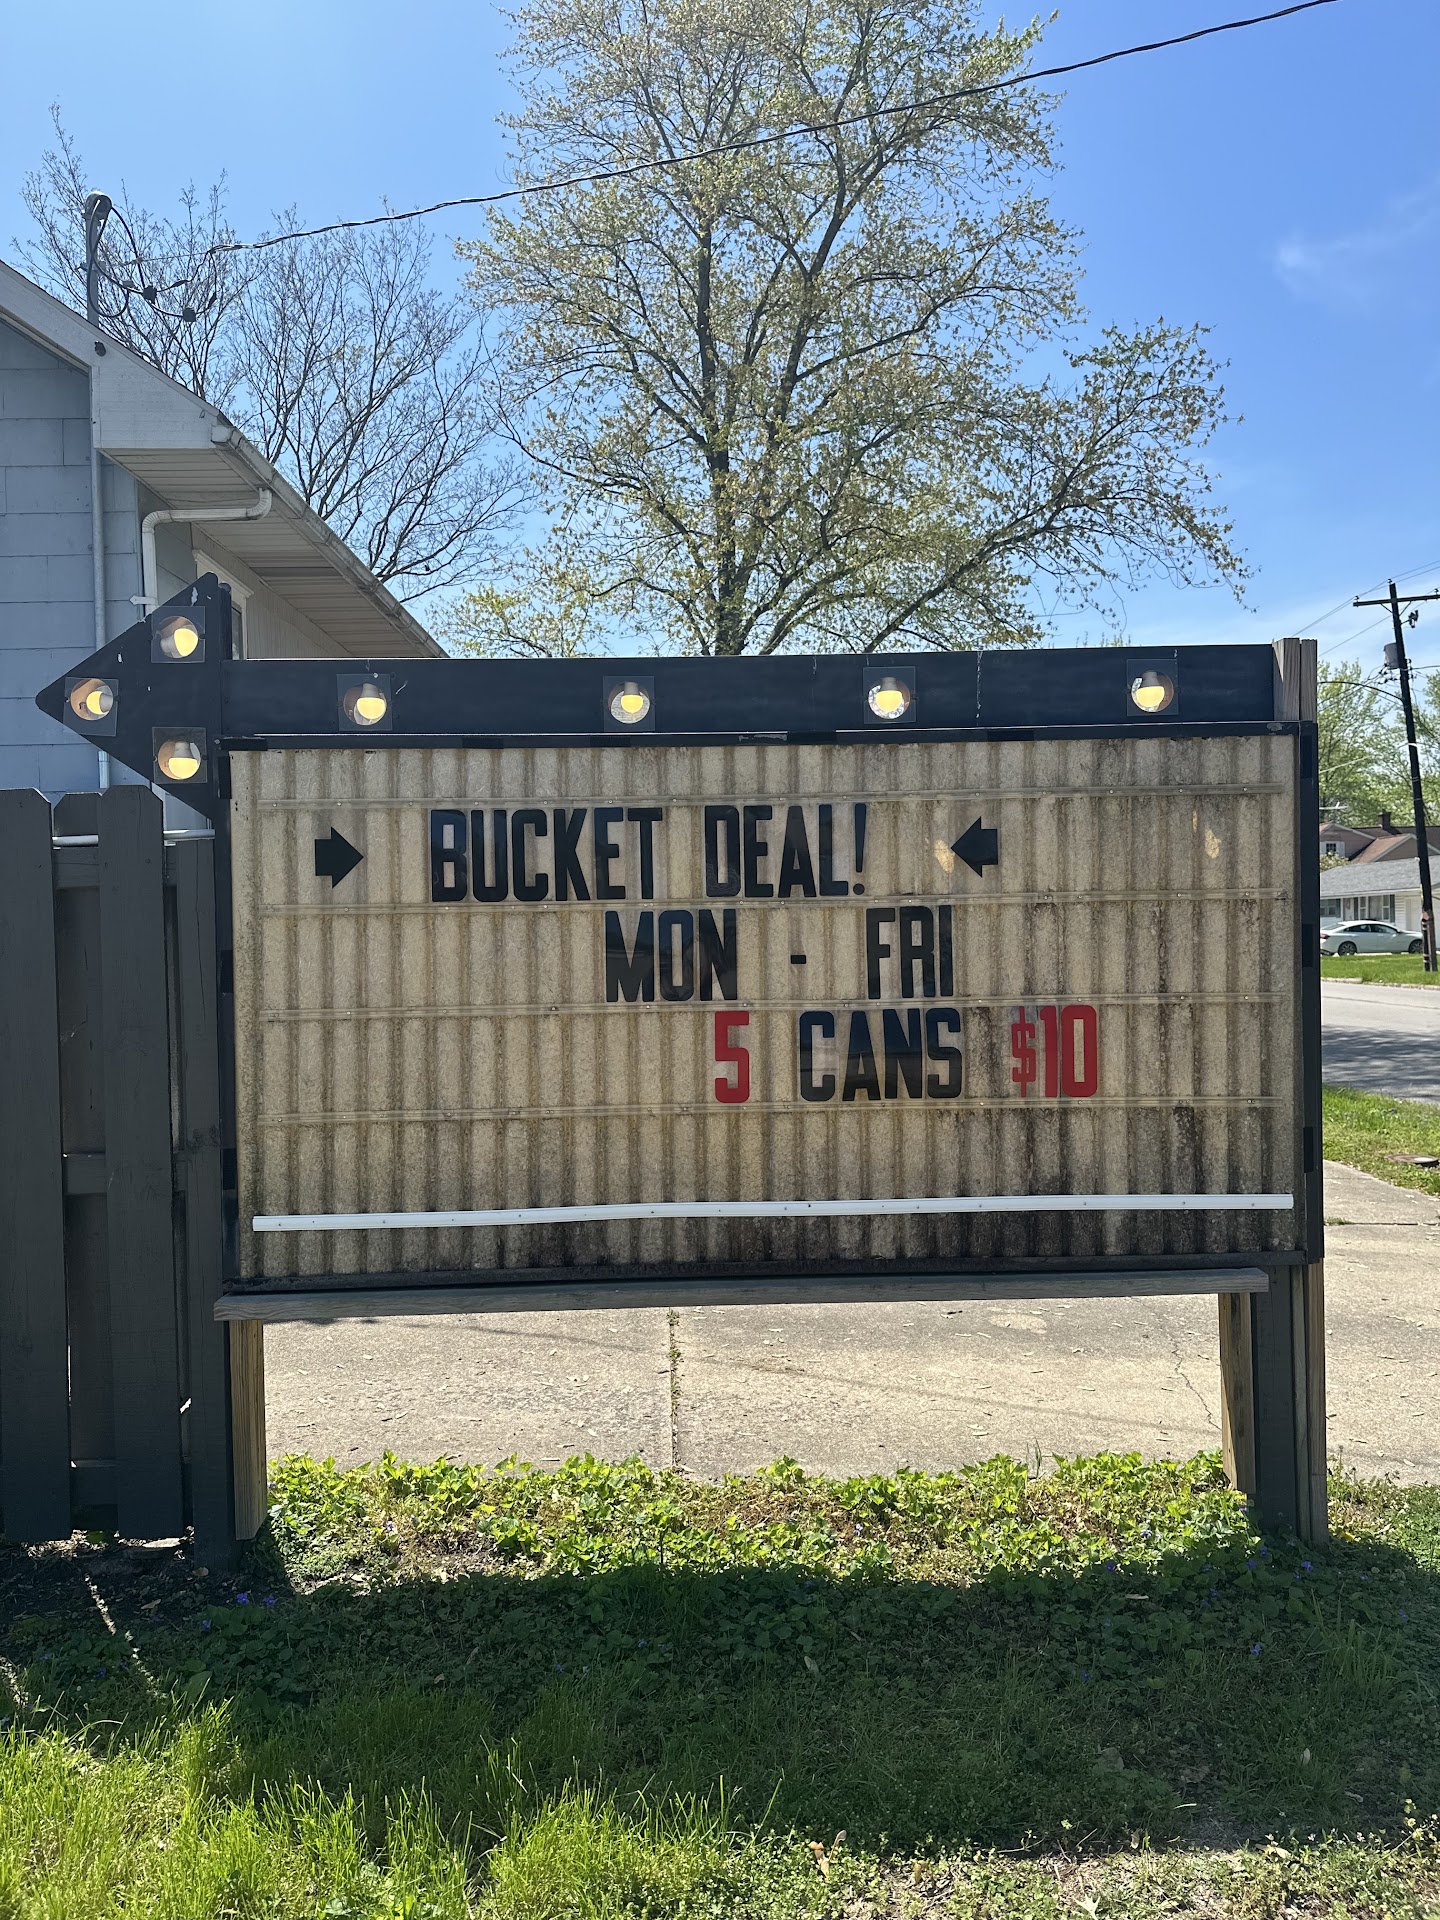 BUCKET DEAL!
MON - FRI
5 CANS $10